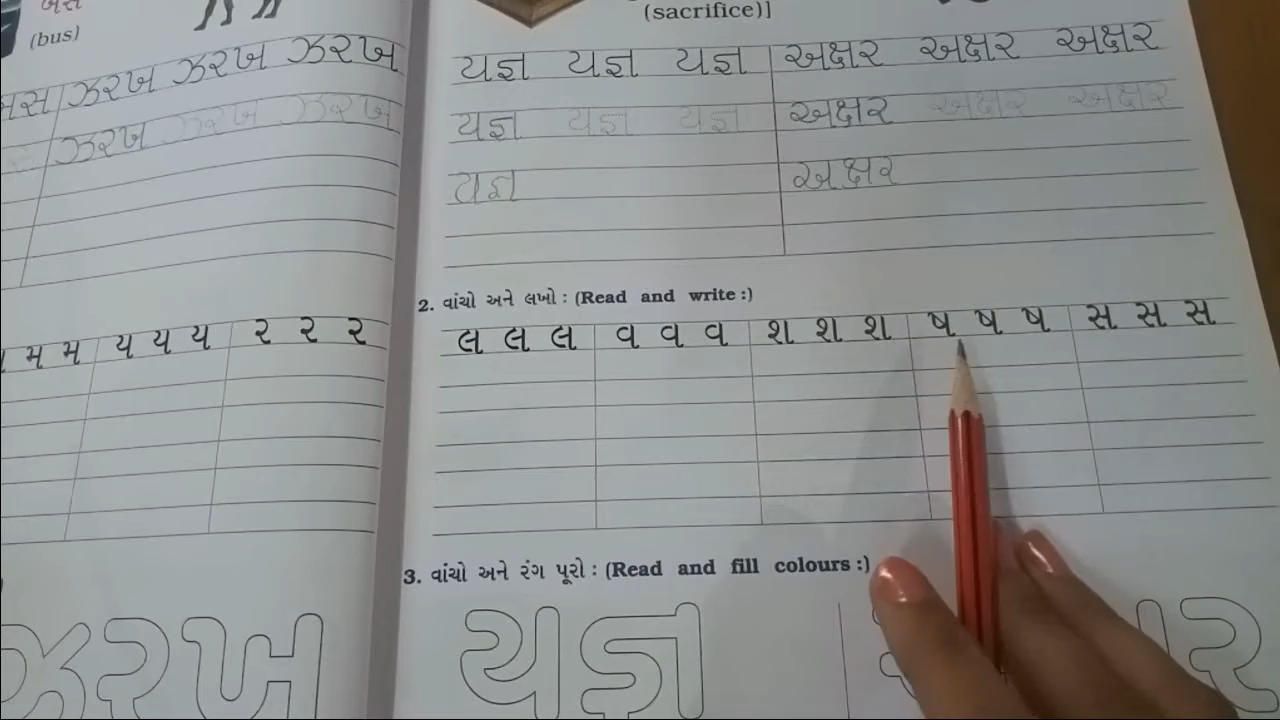 બસ
(bus)
સ ઝરખ ઝરખ ઝરખ
ઝરખ ઝરખ ઝરખ
મ મ ય ય ય ર ર ર
ઝરખ
(sacrifice)]
યજ્ઞ યજ્ઞ યજ્ઞ અક્ષર અક્ષર અક્ષર
યજ્ઞ યજ્ઞ યજ્ઞ અક્ષર અક્ષર અક્ષર
યજ્ઞ અક્ષર
2. વાંચો અને લખો : (Read and write :)
લ લ લ વ વ વ શ શ શ ષ ષ ષ સ સ સ
3. વાંચો અને રંગ પૂરો : (Read and fill colours :)
યજ્ઞ ર